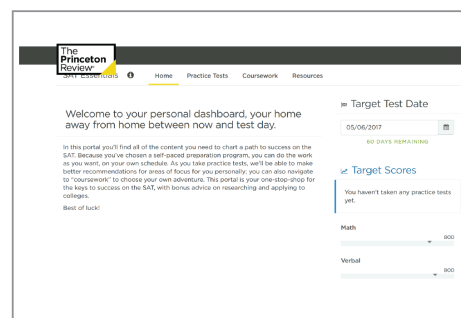 The
Princeton
Review
SAT Essentials
Home
Practice Tests
Coursework
Resources
Welcome to your personal dashboard, your home
away from home between now and test day.
In this portal you'll find all of the content you need to chart a path to success on the
SAT. Because you've chosen a self-paced preparation program, you can do the work
as you want, on your own schedule. As you take practice tests, we'll be able to make
better recommendations for areas of focus for you personally; you can also navigate
to "coursework" to choose your own adventure. This portal is your one-stop-shop for
the keys to success on the SAT, with bonus advice on researching and applying to
colleges.
Best of luck!
Target Test Date
05/06/2017
60 DAYS REMAINING
Target Scores
You haven't taken any practice tests
yet.
Math
800
Verbal
800